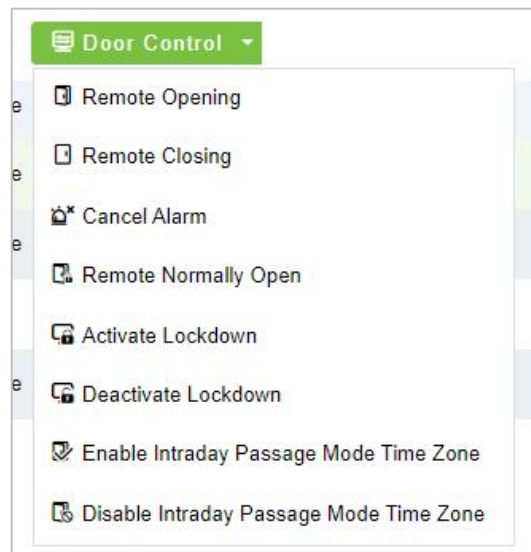 Door Control
e
Remote Opening
e
Remote Closing
e
Cancel Alarm
Remote Normally Open
Activate Lockdown
e
Deactivate Lockdown
Enable Intraday Passage Mode Time Zone
Disable Intraday Passage Mode Time Zone